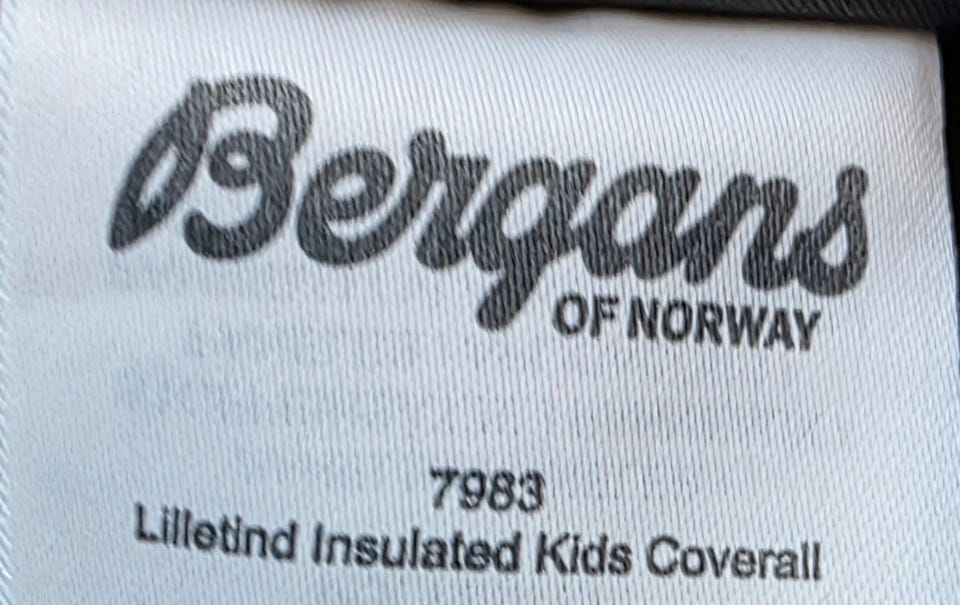 Bergans
OF NORWAY
7983
Lilletind Insulated Kids Coverall